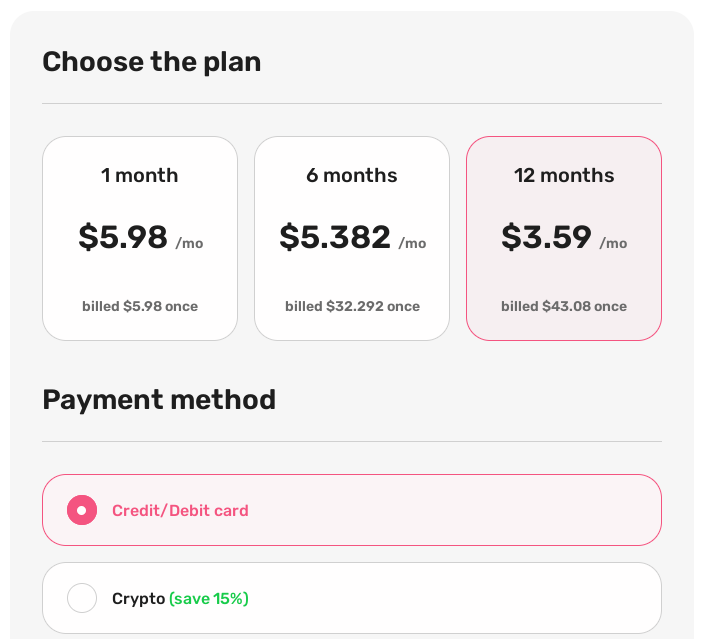 Choose the plan
1 month
$5.98 /mo
billed $5.98 once
6 months
$5.382 /mo
billed $32.292 once
12 months
$3.59 /mo
billed $43.08 once
Payment method
Credit/Debit card
Crypto (save 15%)